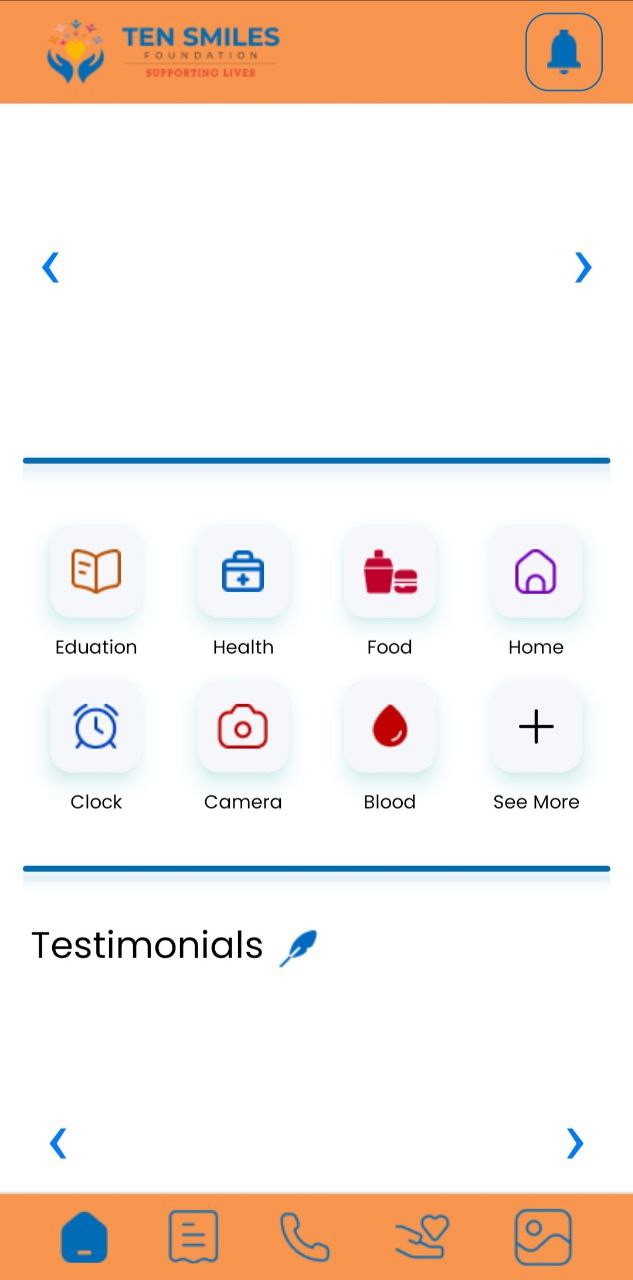 TEN SMILES
FOUNDATION
SUPPORTING LIVES
Eduation
Health
Food
Home
Clock
Camera
Blood
See More
Testimonials